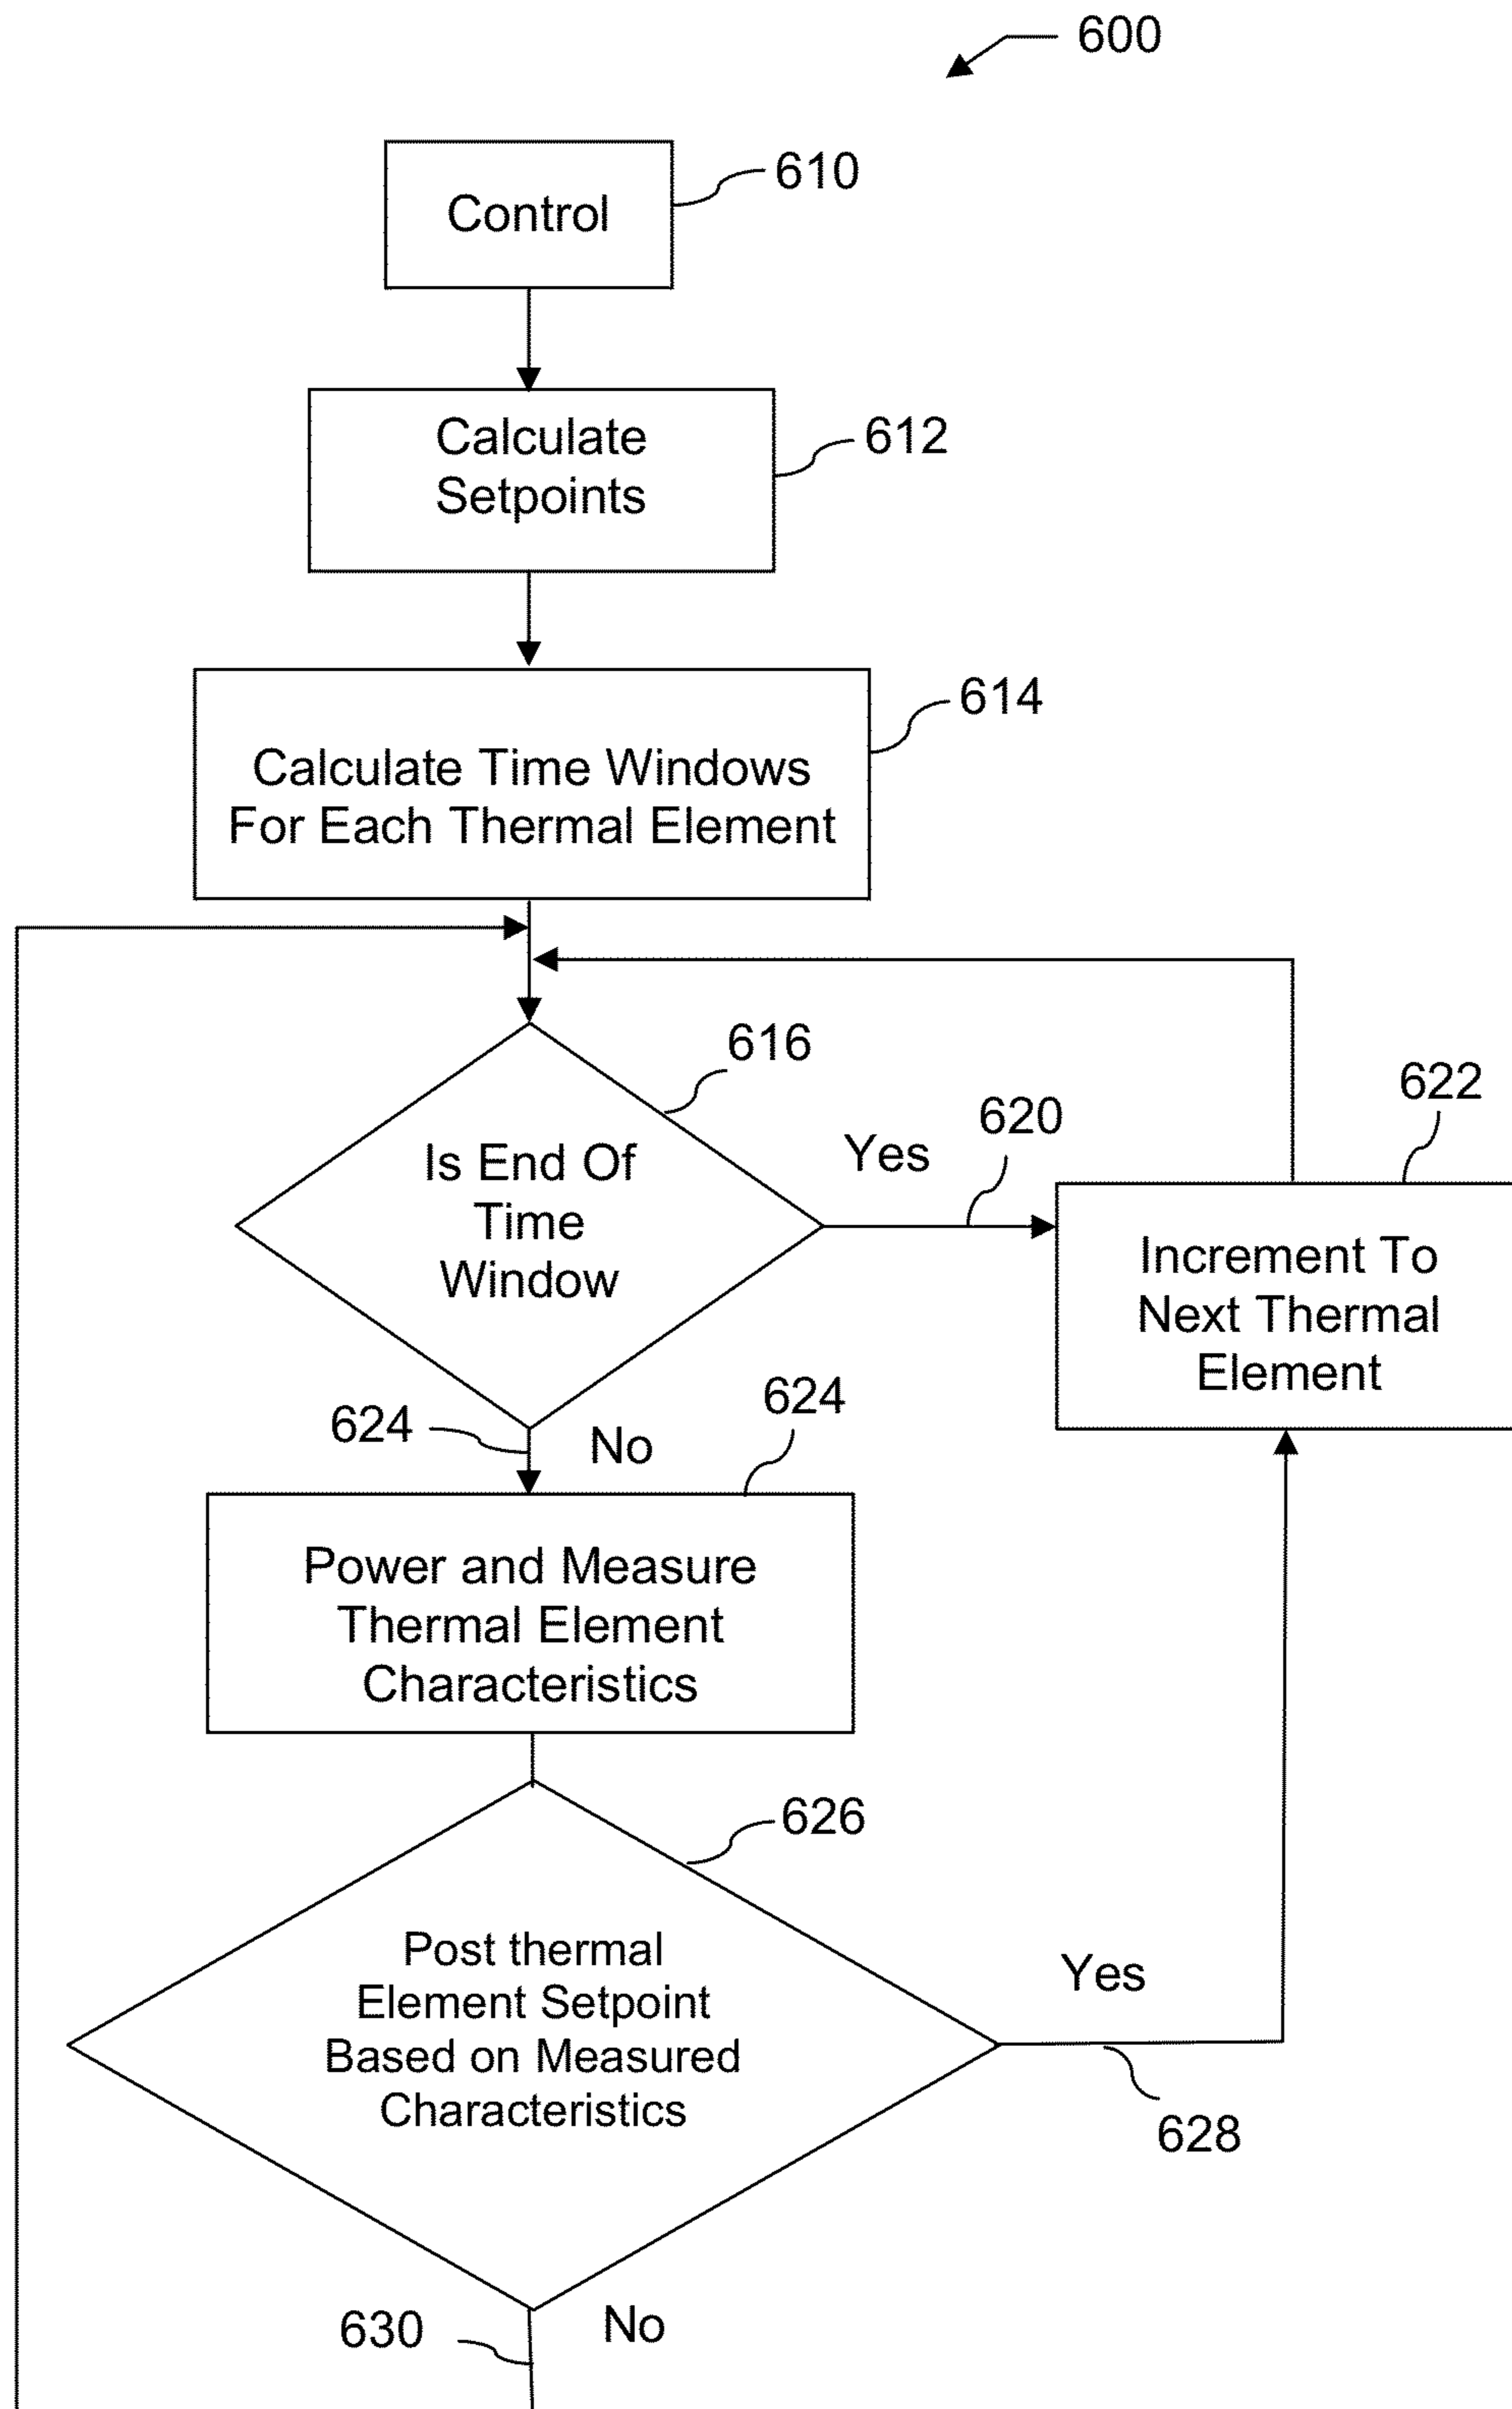 600
Control
610
Calculate
Setpoints
612
614
Calculate Time Windows
For Each Thermal Element
616
Is End Of
Time
Window
Yes
620
622
Increment To
Next Thermal
Element
624
No
624
Power and Measure
Thermal Element
Characteristics
626
Post thermal
Element Setpoint
Based on Measured
Characteristics
Yes
628
630
No